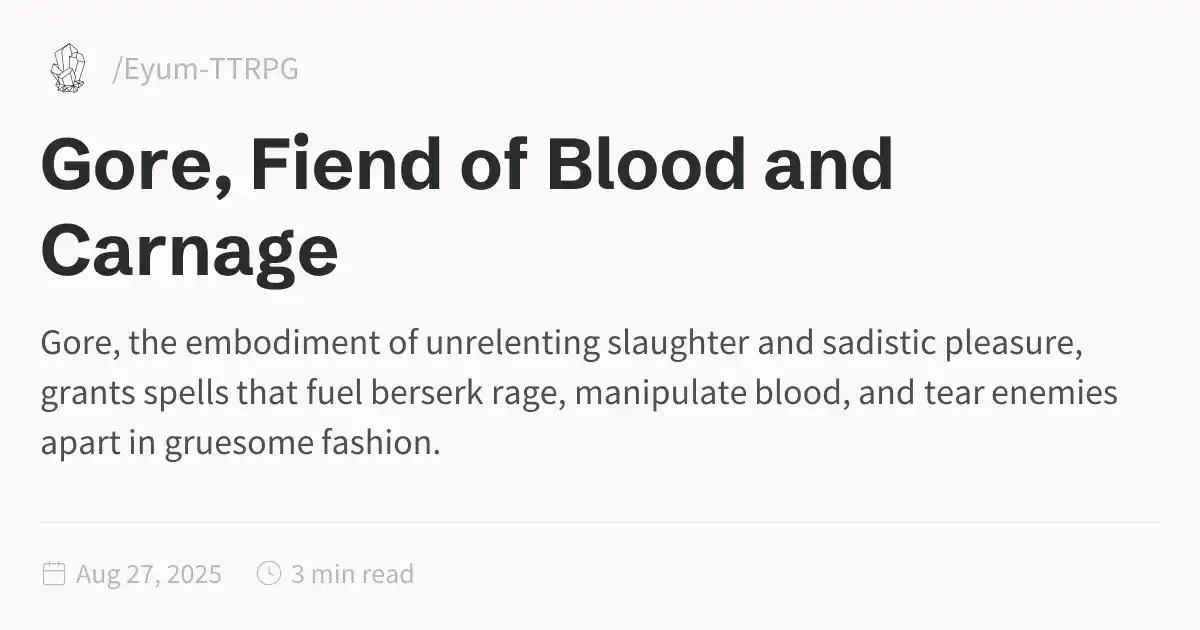 /Eyum-TTRPG
Gore, Fiend of Blood and
Carnage
Gore, the embodiment of unrelenting slaughter and sadistic pleasure,
grants spells that fuel berserk rage, manipulate blood, and tear enemies
apart in gruesome fashion.
Aug 27, 2025 3 min read